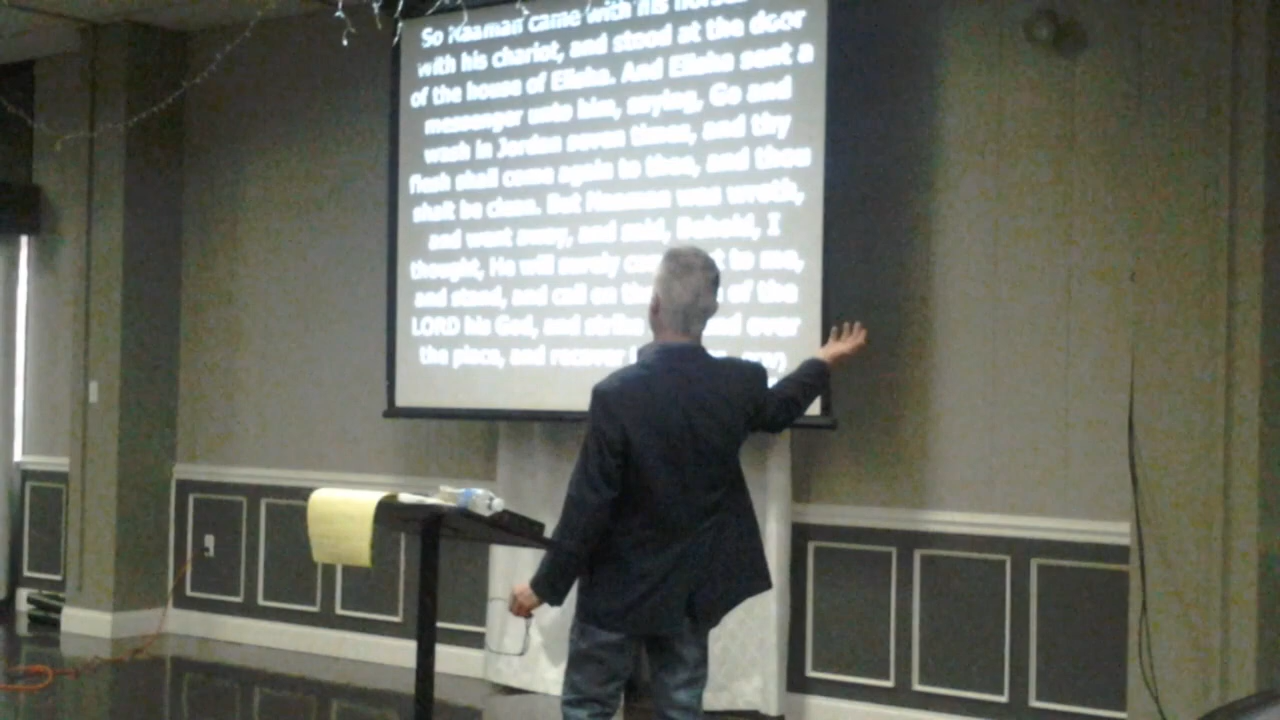 So Naaman came with his horses
with his chariot, and stood at the door
of the house of Elisha. And Elisha sent a
messenger unto him, saying, Go and
wash in Jordan seven times, and thy
flesh shall come again to thee, and thou
shalt be clean. But Naaman was wroth,
and went away, and said, Behold, I
thought, He will surely to me,
and stand, and call on of the
LORD his God, and strike over
the place, and recover